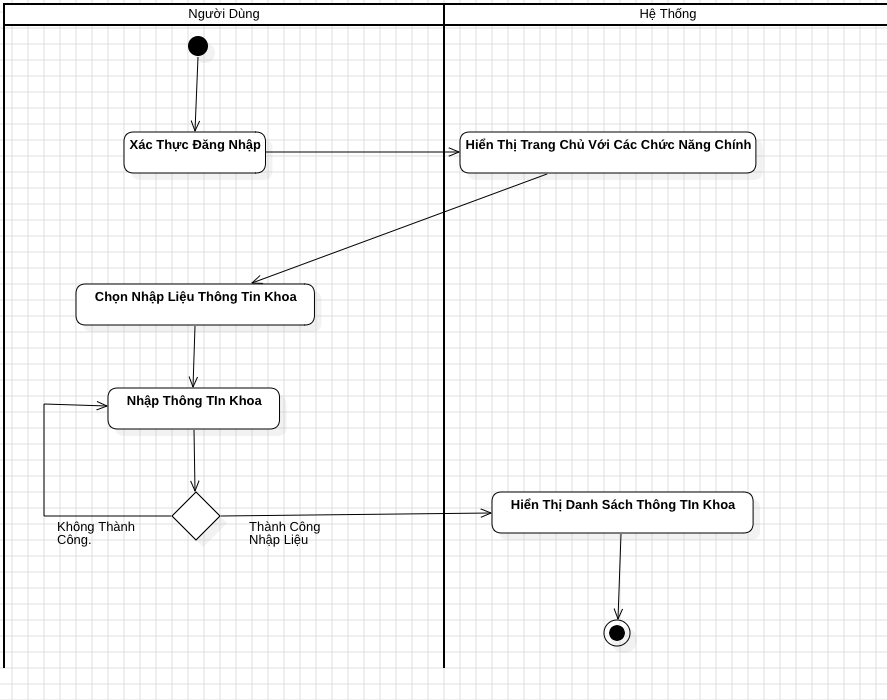 Người Dùng
Hệ Thống
Xác Thực Đăng Nhập
Hiển Thị Trang Chủ Với Các Chức Năng Chính
Chọn Nhập Liệu Thông Tin Khoa
Nhập Thông TIn Khoa
Hiển Thị Danh Sách Thông TIn Khoa
Không Thành
Công.
Thành Công
Nhập Liệu